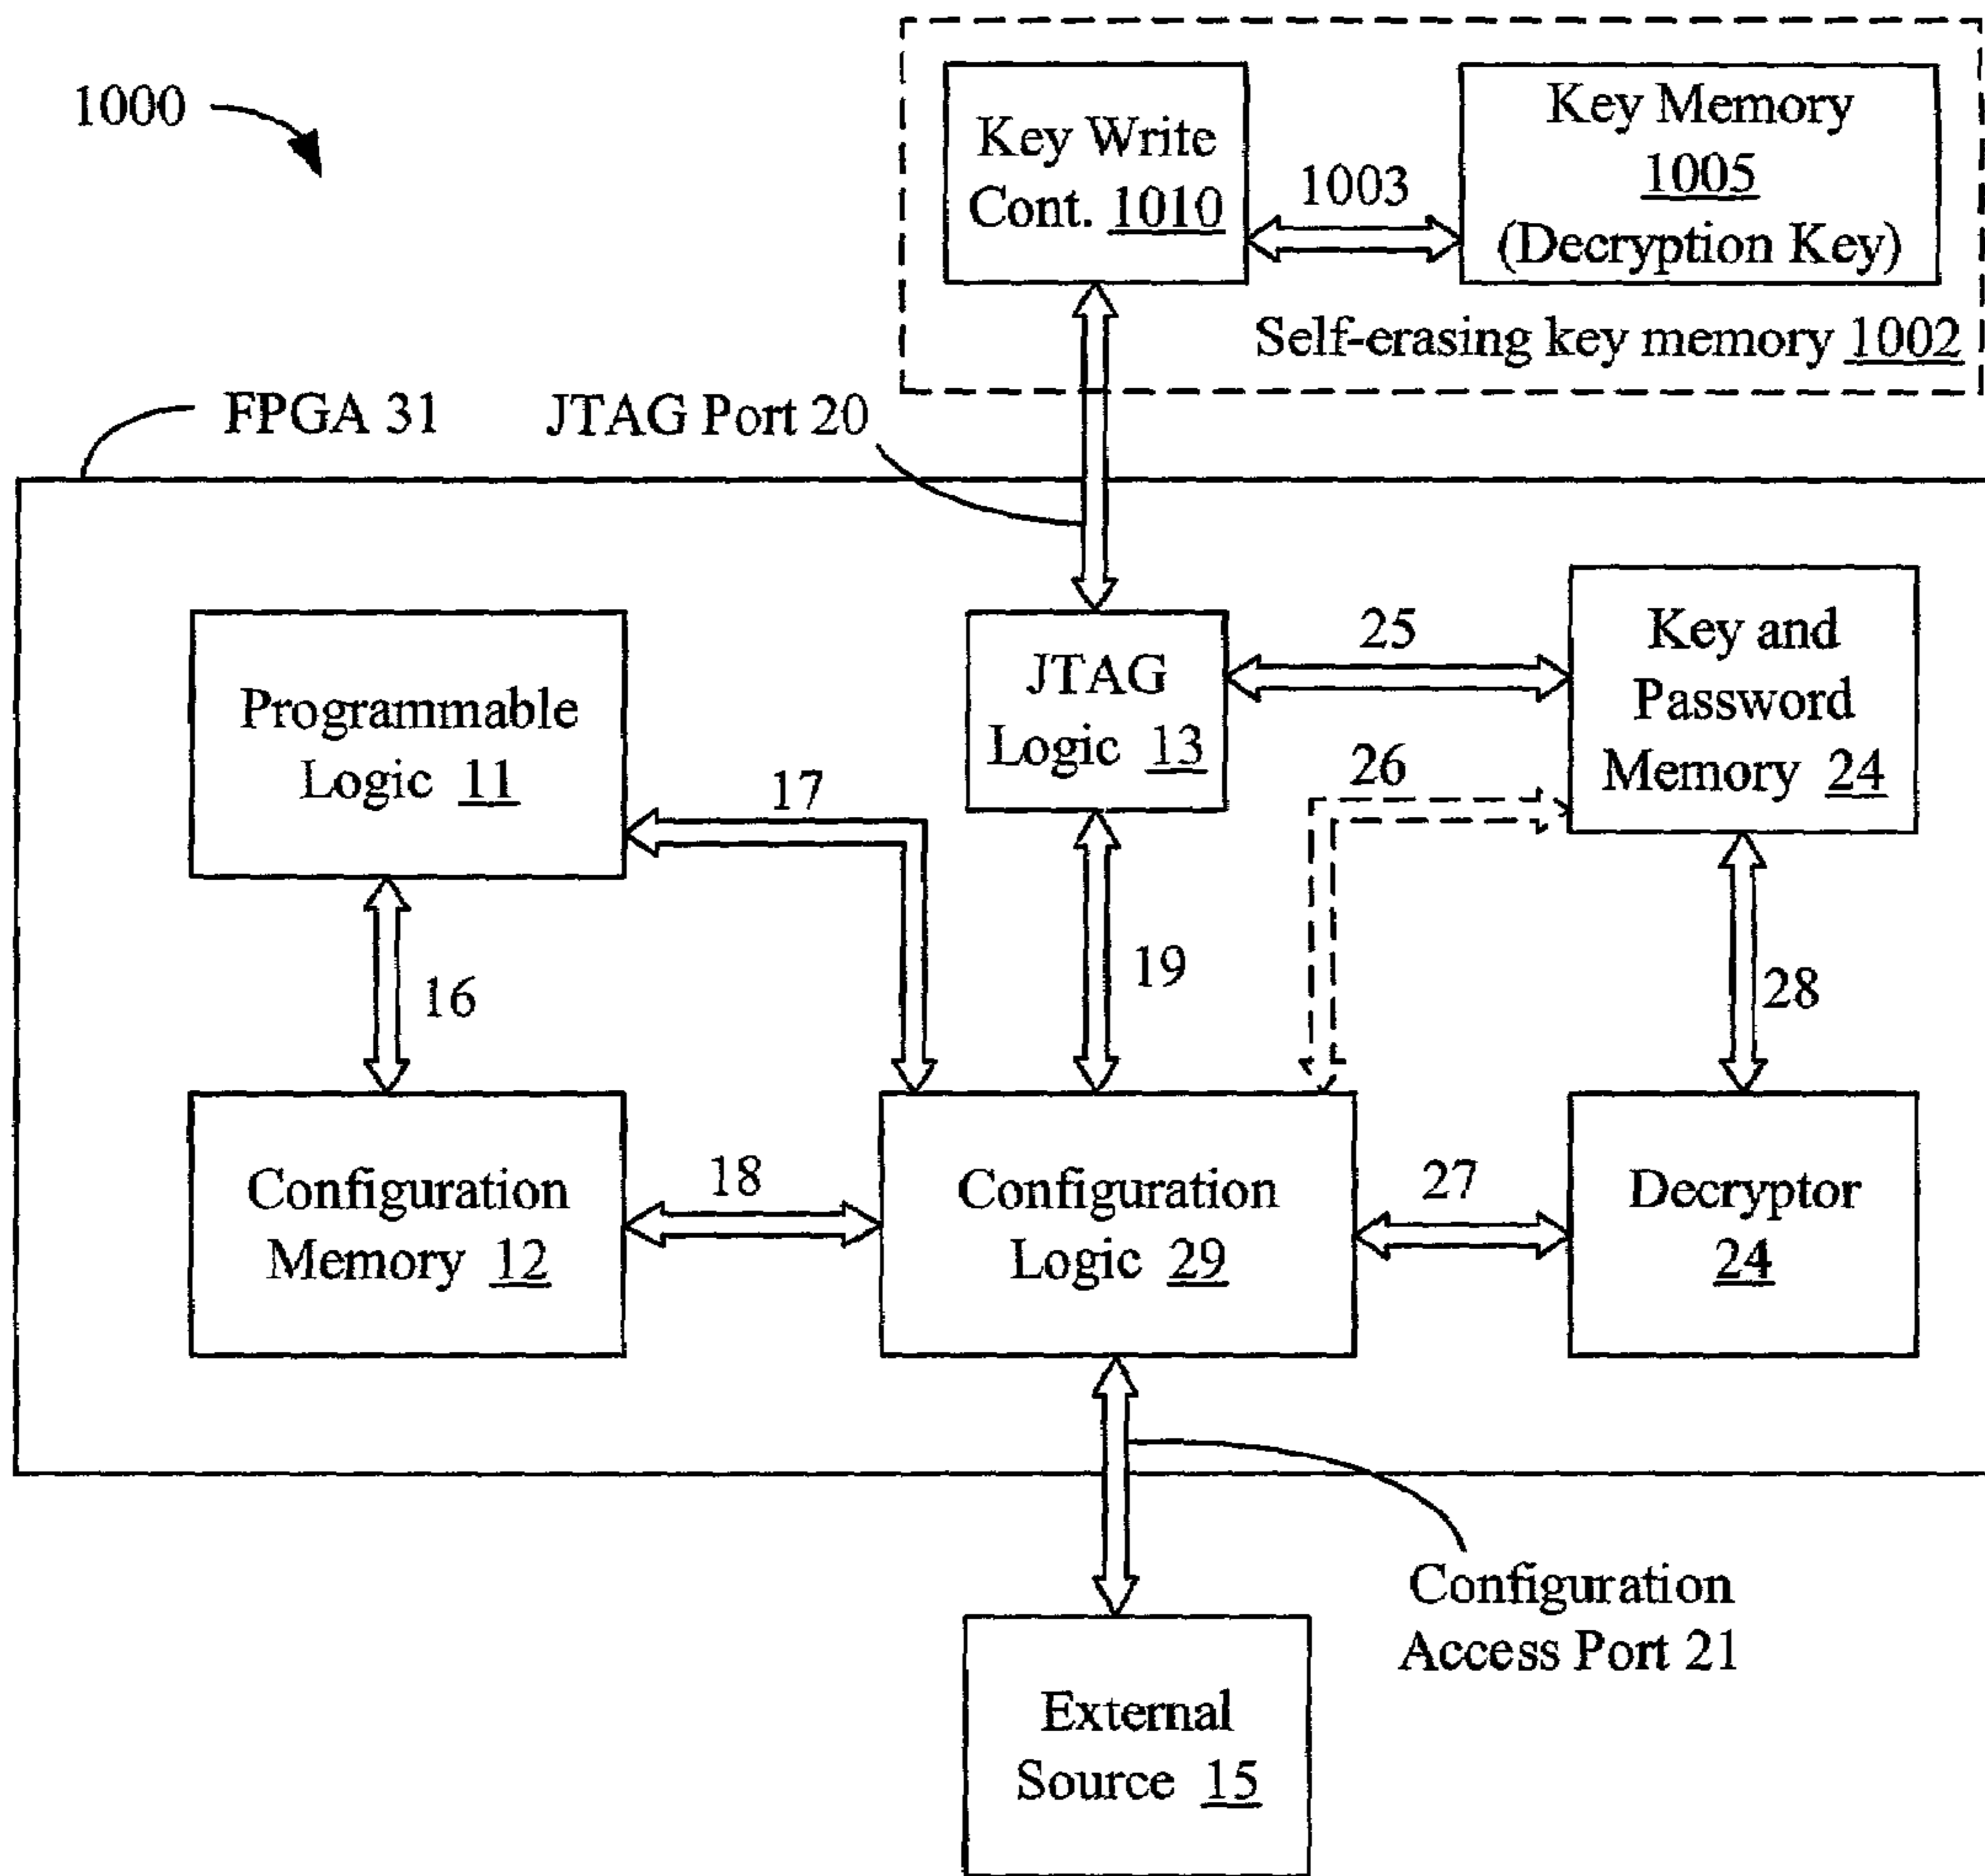 1000
Key Write
Cont. 1010
1003
Key Memory
1005
(Decryption Key)
Self-erasing key memory 1002
FPGA 31
JTAG Port 20
Programmable
Logic 11
17
JTAG
Logic 13
25
26
Key and
Password
Memory 24
16
19
28
Configuration
Memory 12
18
Configuration
Logic 29
27
Decryptor
24
Configuration
Access Port 21
External
Source 15